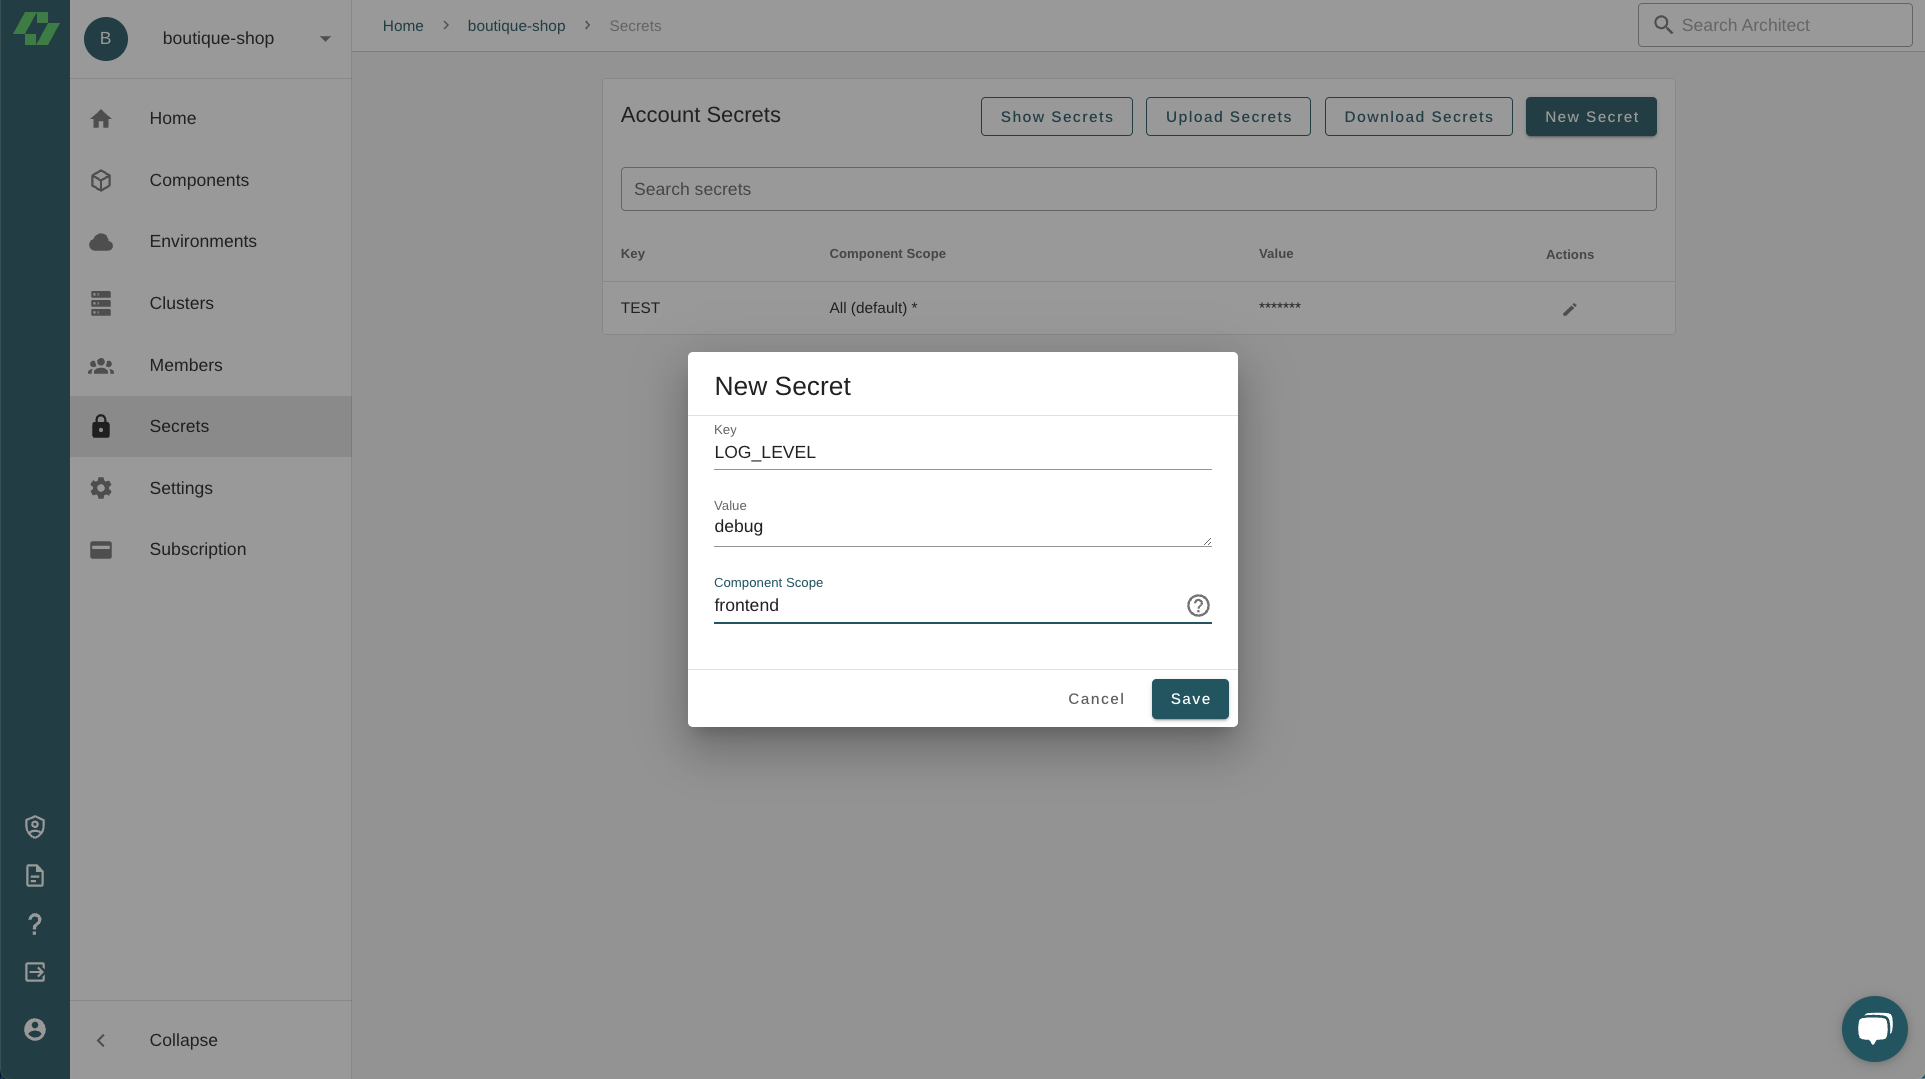 B
boutique-shop
Home
Components
Environments
Clusters
Members
Secrets
Settings
Subscription
Collapse
Home > boutique-shop > Secrets
Search Architect
Account Secrets
Show Secrets
Upload Secrets
Download Secrets
New Secret
Search secrets
Key Component Scope Value Actions
TEST All (default) * *******
New Secret
Key
LOG_LEVEL
Value
debug
Component Scope
frontend
Cancel
Save